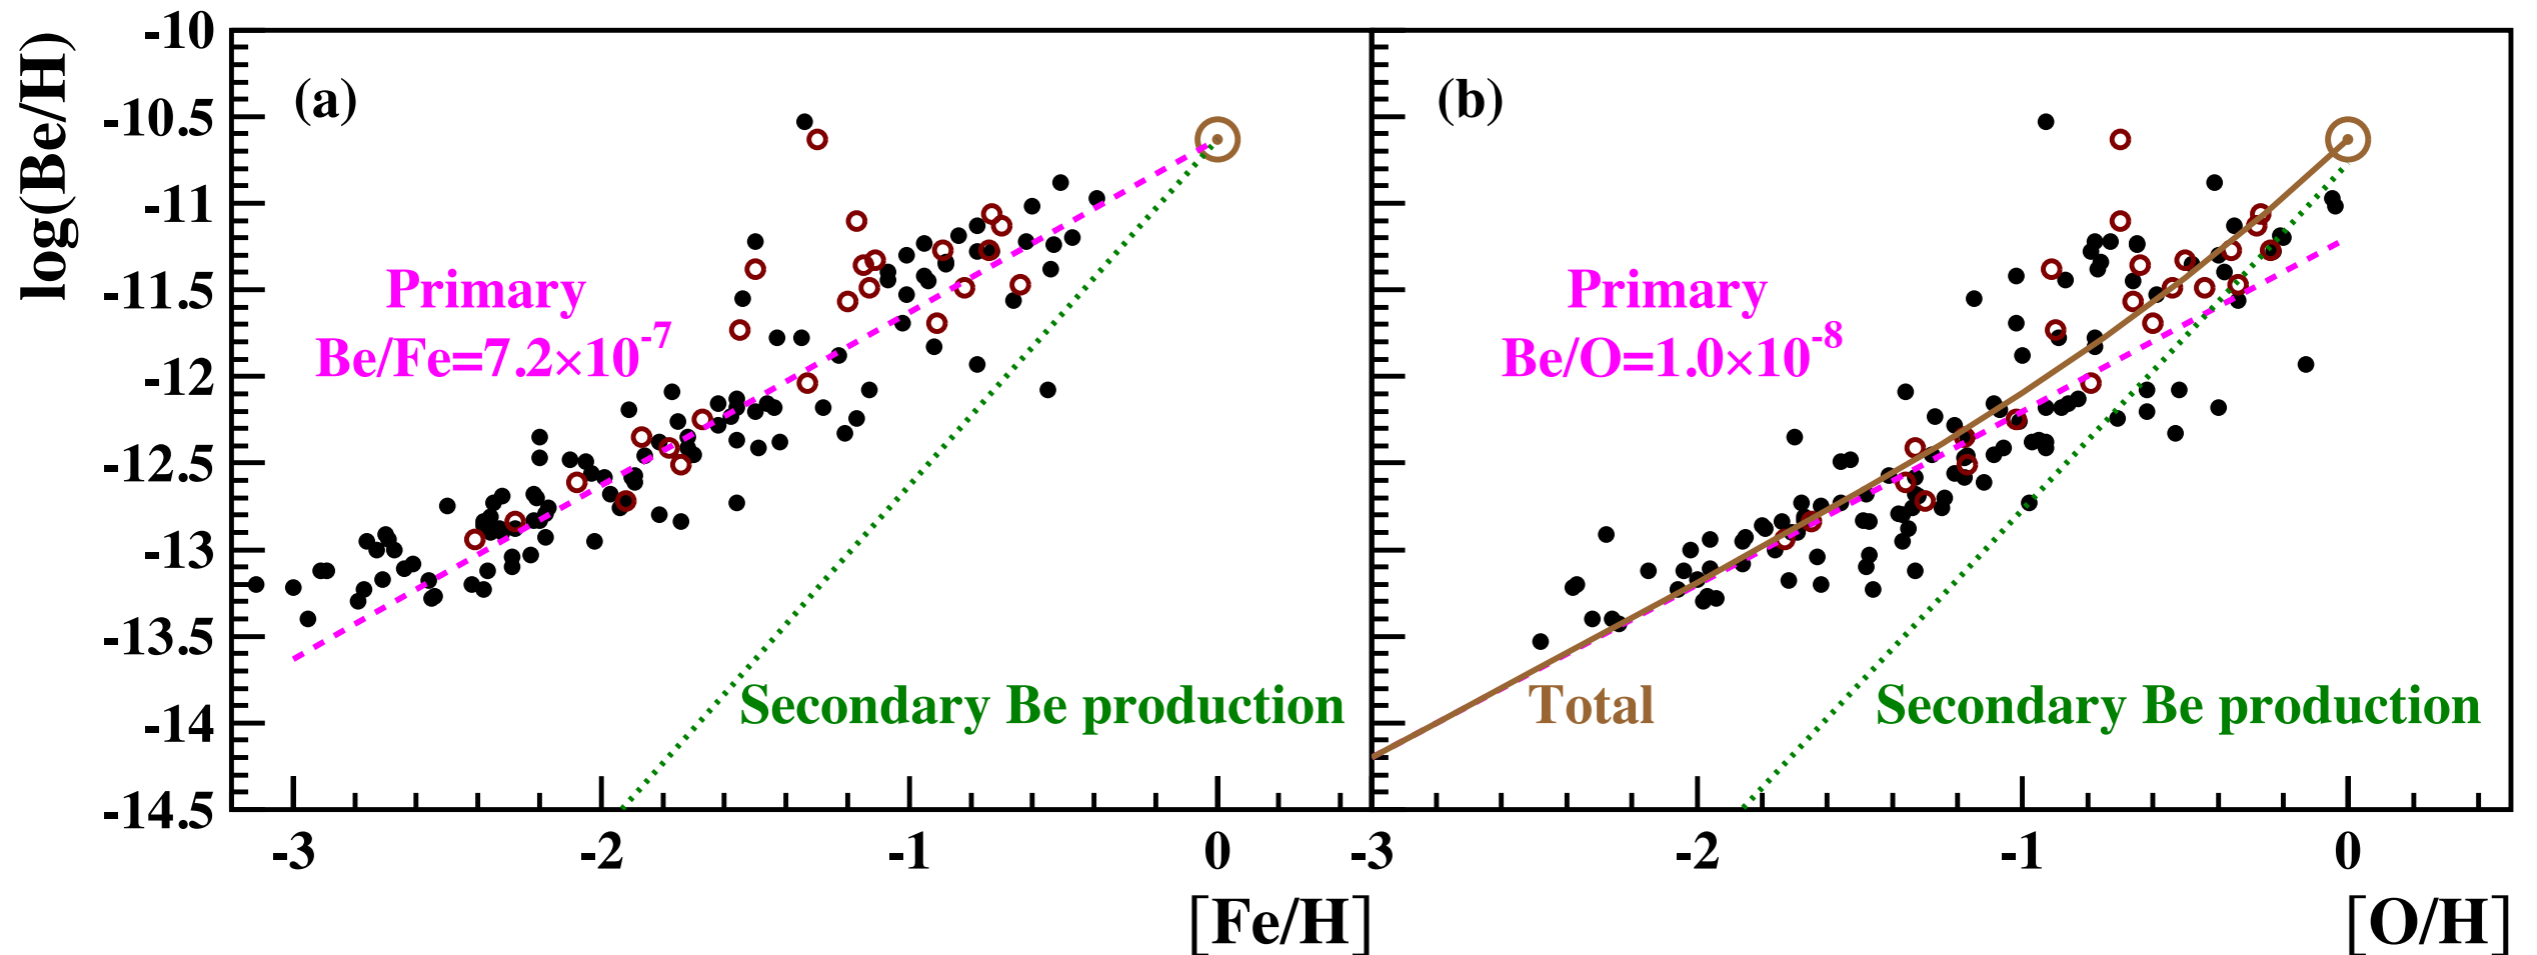 log(Be/H)
-10
-10.5
-11
-11.5
-12
-12.5
-13
-13.5
-14
-14.5
(a)
Primary
Be/Fe=7.2×10⁻⁷
Secondary Be production
-3 -2 -1 0
[Fe/H]
(b)
Primary
Be/O=1.0×10⁻⁸
Total
Secondary Be production
-3 -2 -1 0
[O/H]